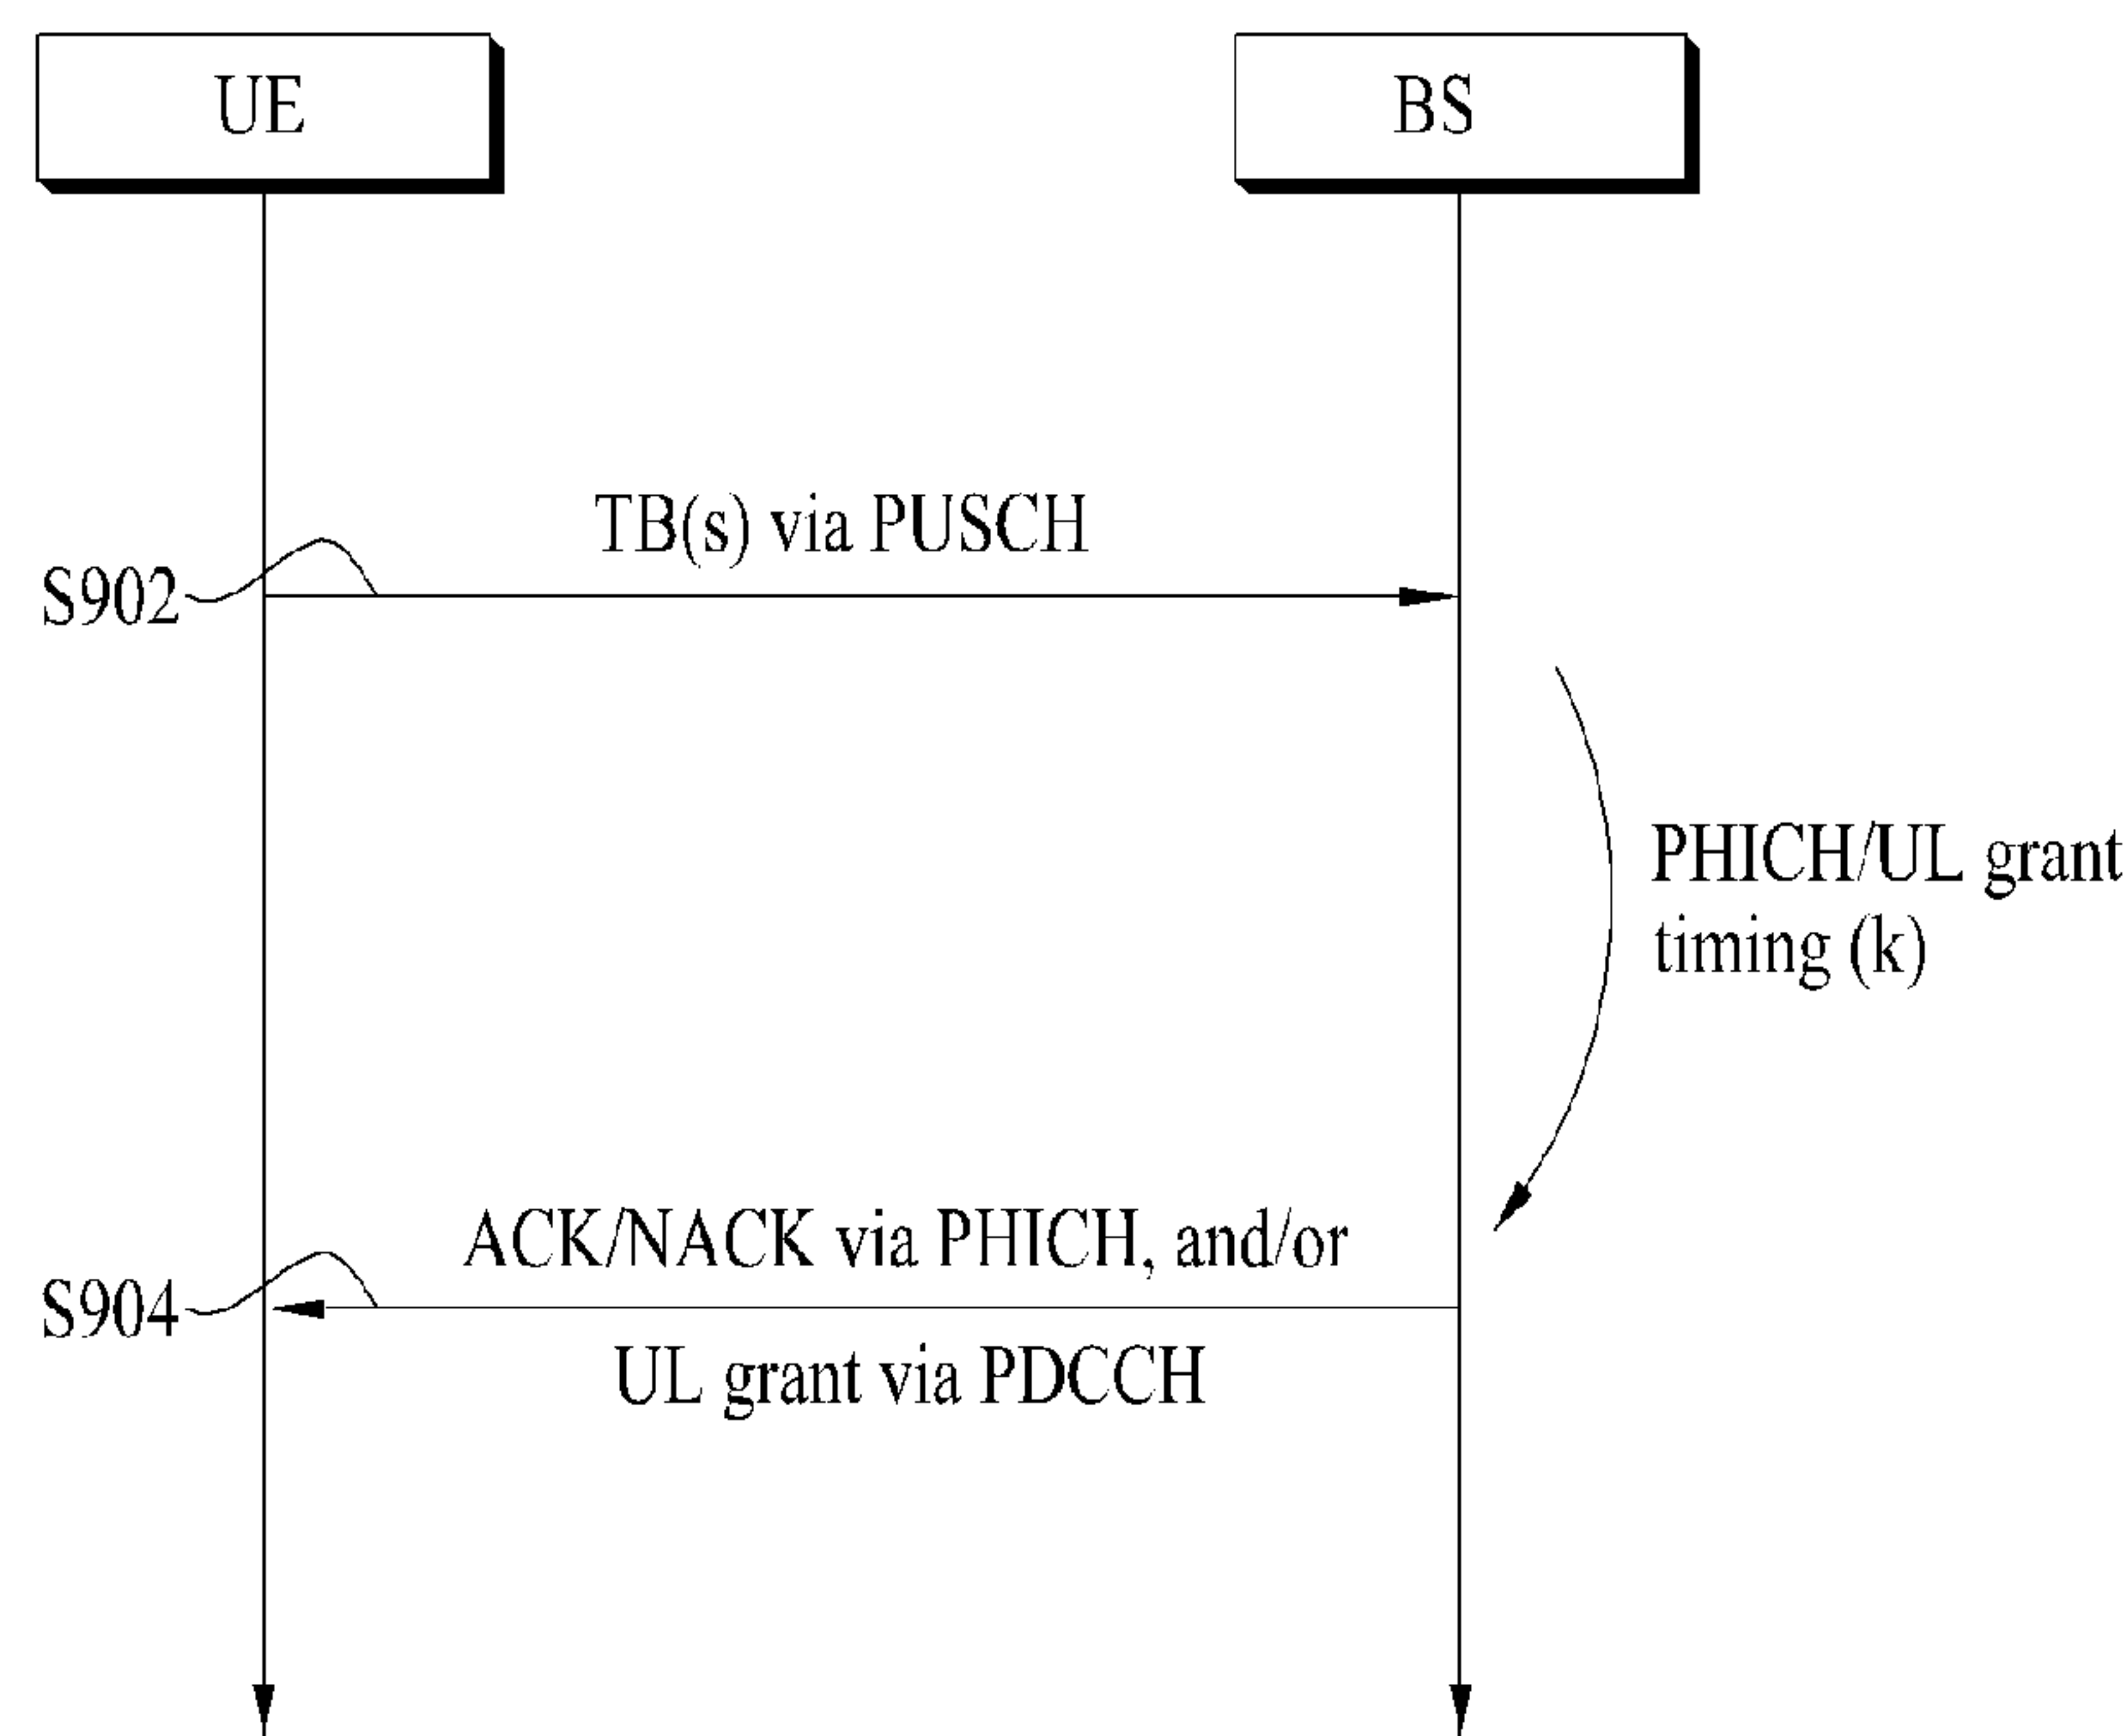 UE
BS
TB(s) via PUSCH
S902
PHICH/UL grant
timing (k)
ACK/NACK via PHICH, and/or
S904
UL grant via PDCCH